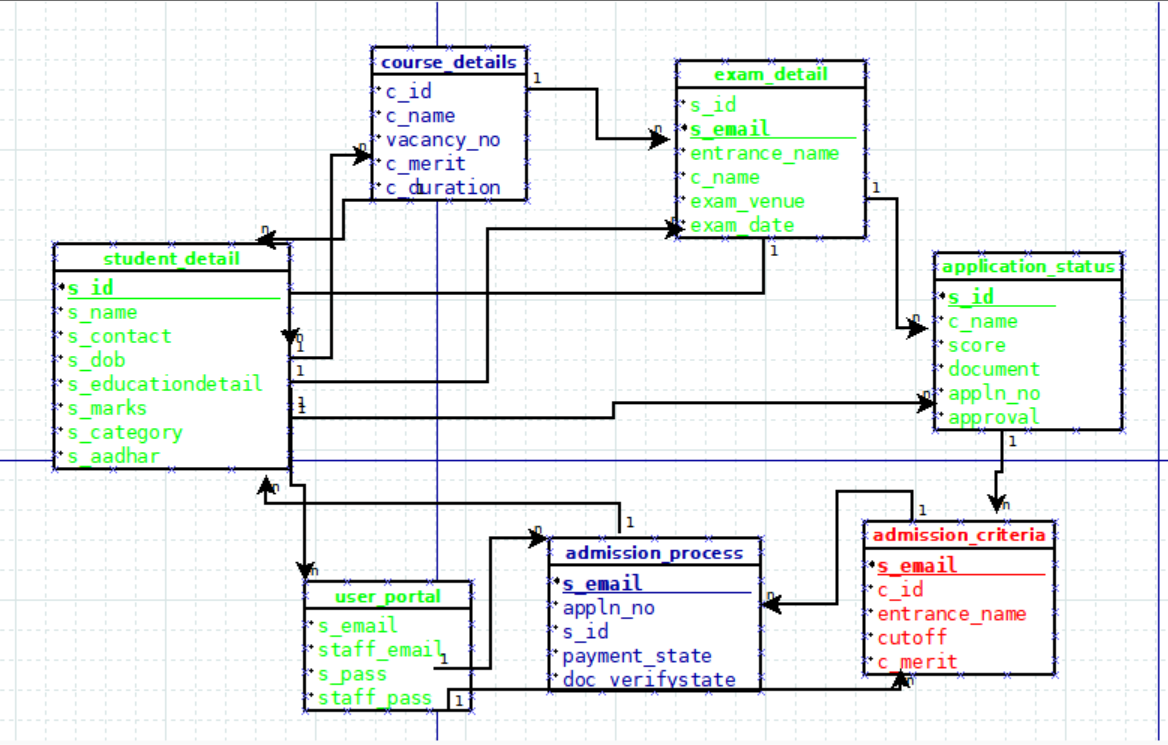 course_details
c_id
c_name
vacancy_no
c_merit
c_duration
1
n
1
exam_detail
s_id
s_email
entrance_name
c_name
exam_venue
exam_date
1
n
n
1
n
student_detail
s_id
s_name
s_contact
s_dob
s_educationdetail
s_marks
s_category
s_aadhar
n
1
1
1
1
n
application_status
s_id
c_name
score
document
appln_no
approval
n
n
1
user_portal
s_email
staff_email
s_pass
staff_pass
n
1
1
admission_process
s_email
appln_no
s_id
payment_state
doc_verifystate
1
n
n
n
admission_criteria
s_email
c_id
entrance_name
cutoff
c_merit
1
n
n